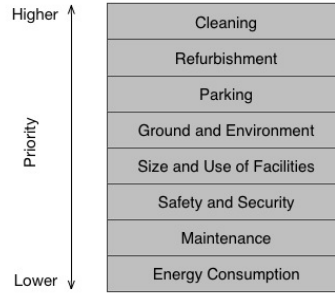 Higher
Cleaning
Refurbishment
Parking
Priority
Ground and Environment
Size and Use of Facilities
Safety and Security
Maintenance
Lower
Energy Consumption